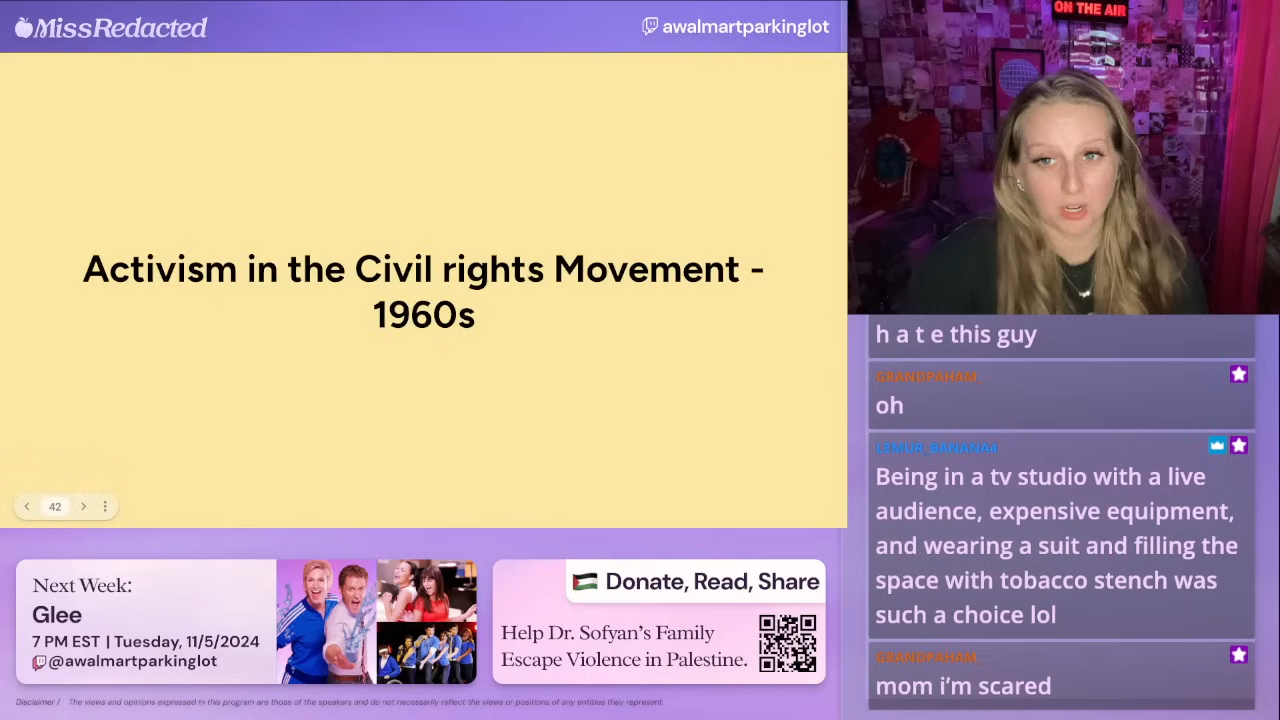 MissRedacted
awalmartparkinglot
ON THE AIR
Activism in the Civil rights Movement -
1960s
42
h a t e this guy
GRANDPAHAM
oh
LEMUR_BANANA4
Being in a tv studio with a live
audience, expensive equipment,
and wearing a suit and filling the
space with tobacco stench was
such a choice lol
GRANDPAHAM
mom i’m scared
Next Week:
Glee
7 PM EST | Tuesday, 11/5/2024
@awalmartparkinglot
Donate, Read, Share
Help Dr. Sofyan’s Family
Escape Violence in Palestine.
Disclaimer / The views and opinions expressed in this program are those of the speakers and do not necessarily reflect the views or positions of any entities they represent.